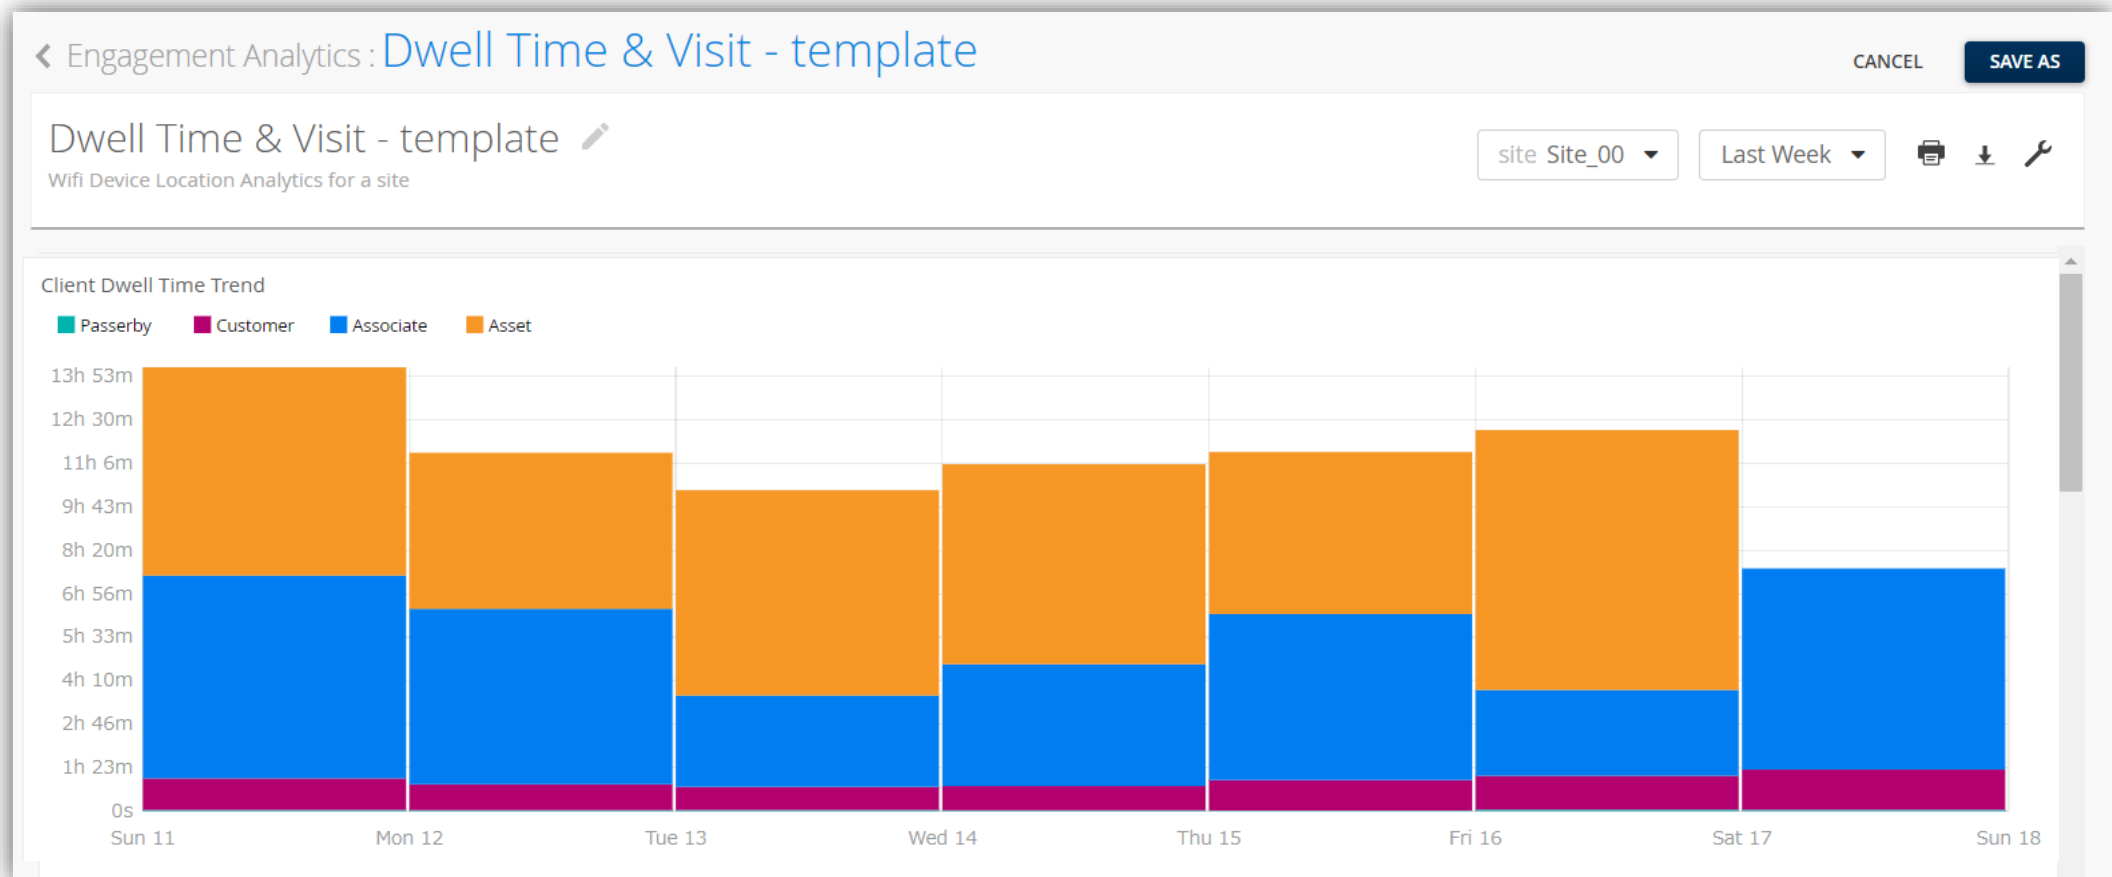 Engagement Analytics : Dwell Time & Visit - template
CANCEL
SAVE AS
Dwell Time & Visit - template
Wifi Device Location Analytics for a site
site Site_00
Last Week
Client Dwell Time Trend
Passerby
Customer
Associate
Asset
13h 53m
12h 30m
11h 6m
9h 43m
8h 20m
6h 56m
5h 33m
4h 10m
2h 46m
1h 23m
0s
Sun 11
Mon 12
Tue 13
Wed 14
Thu 15
Fri 16
Sat 17
Sun 18